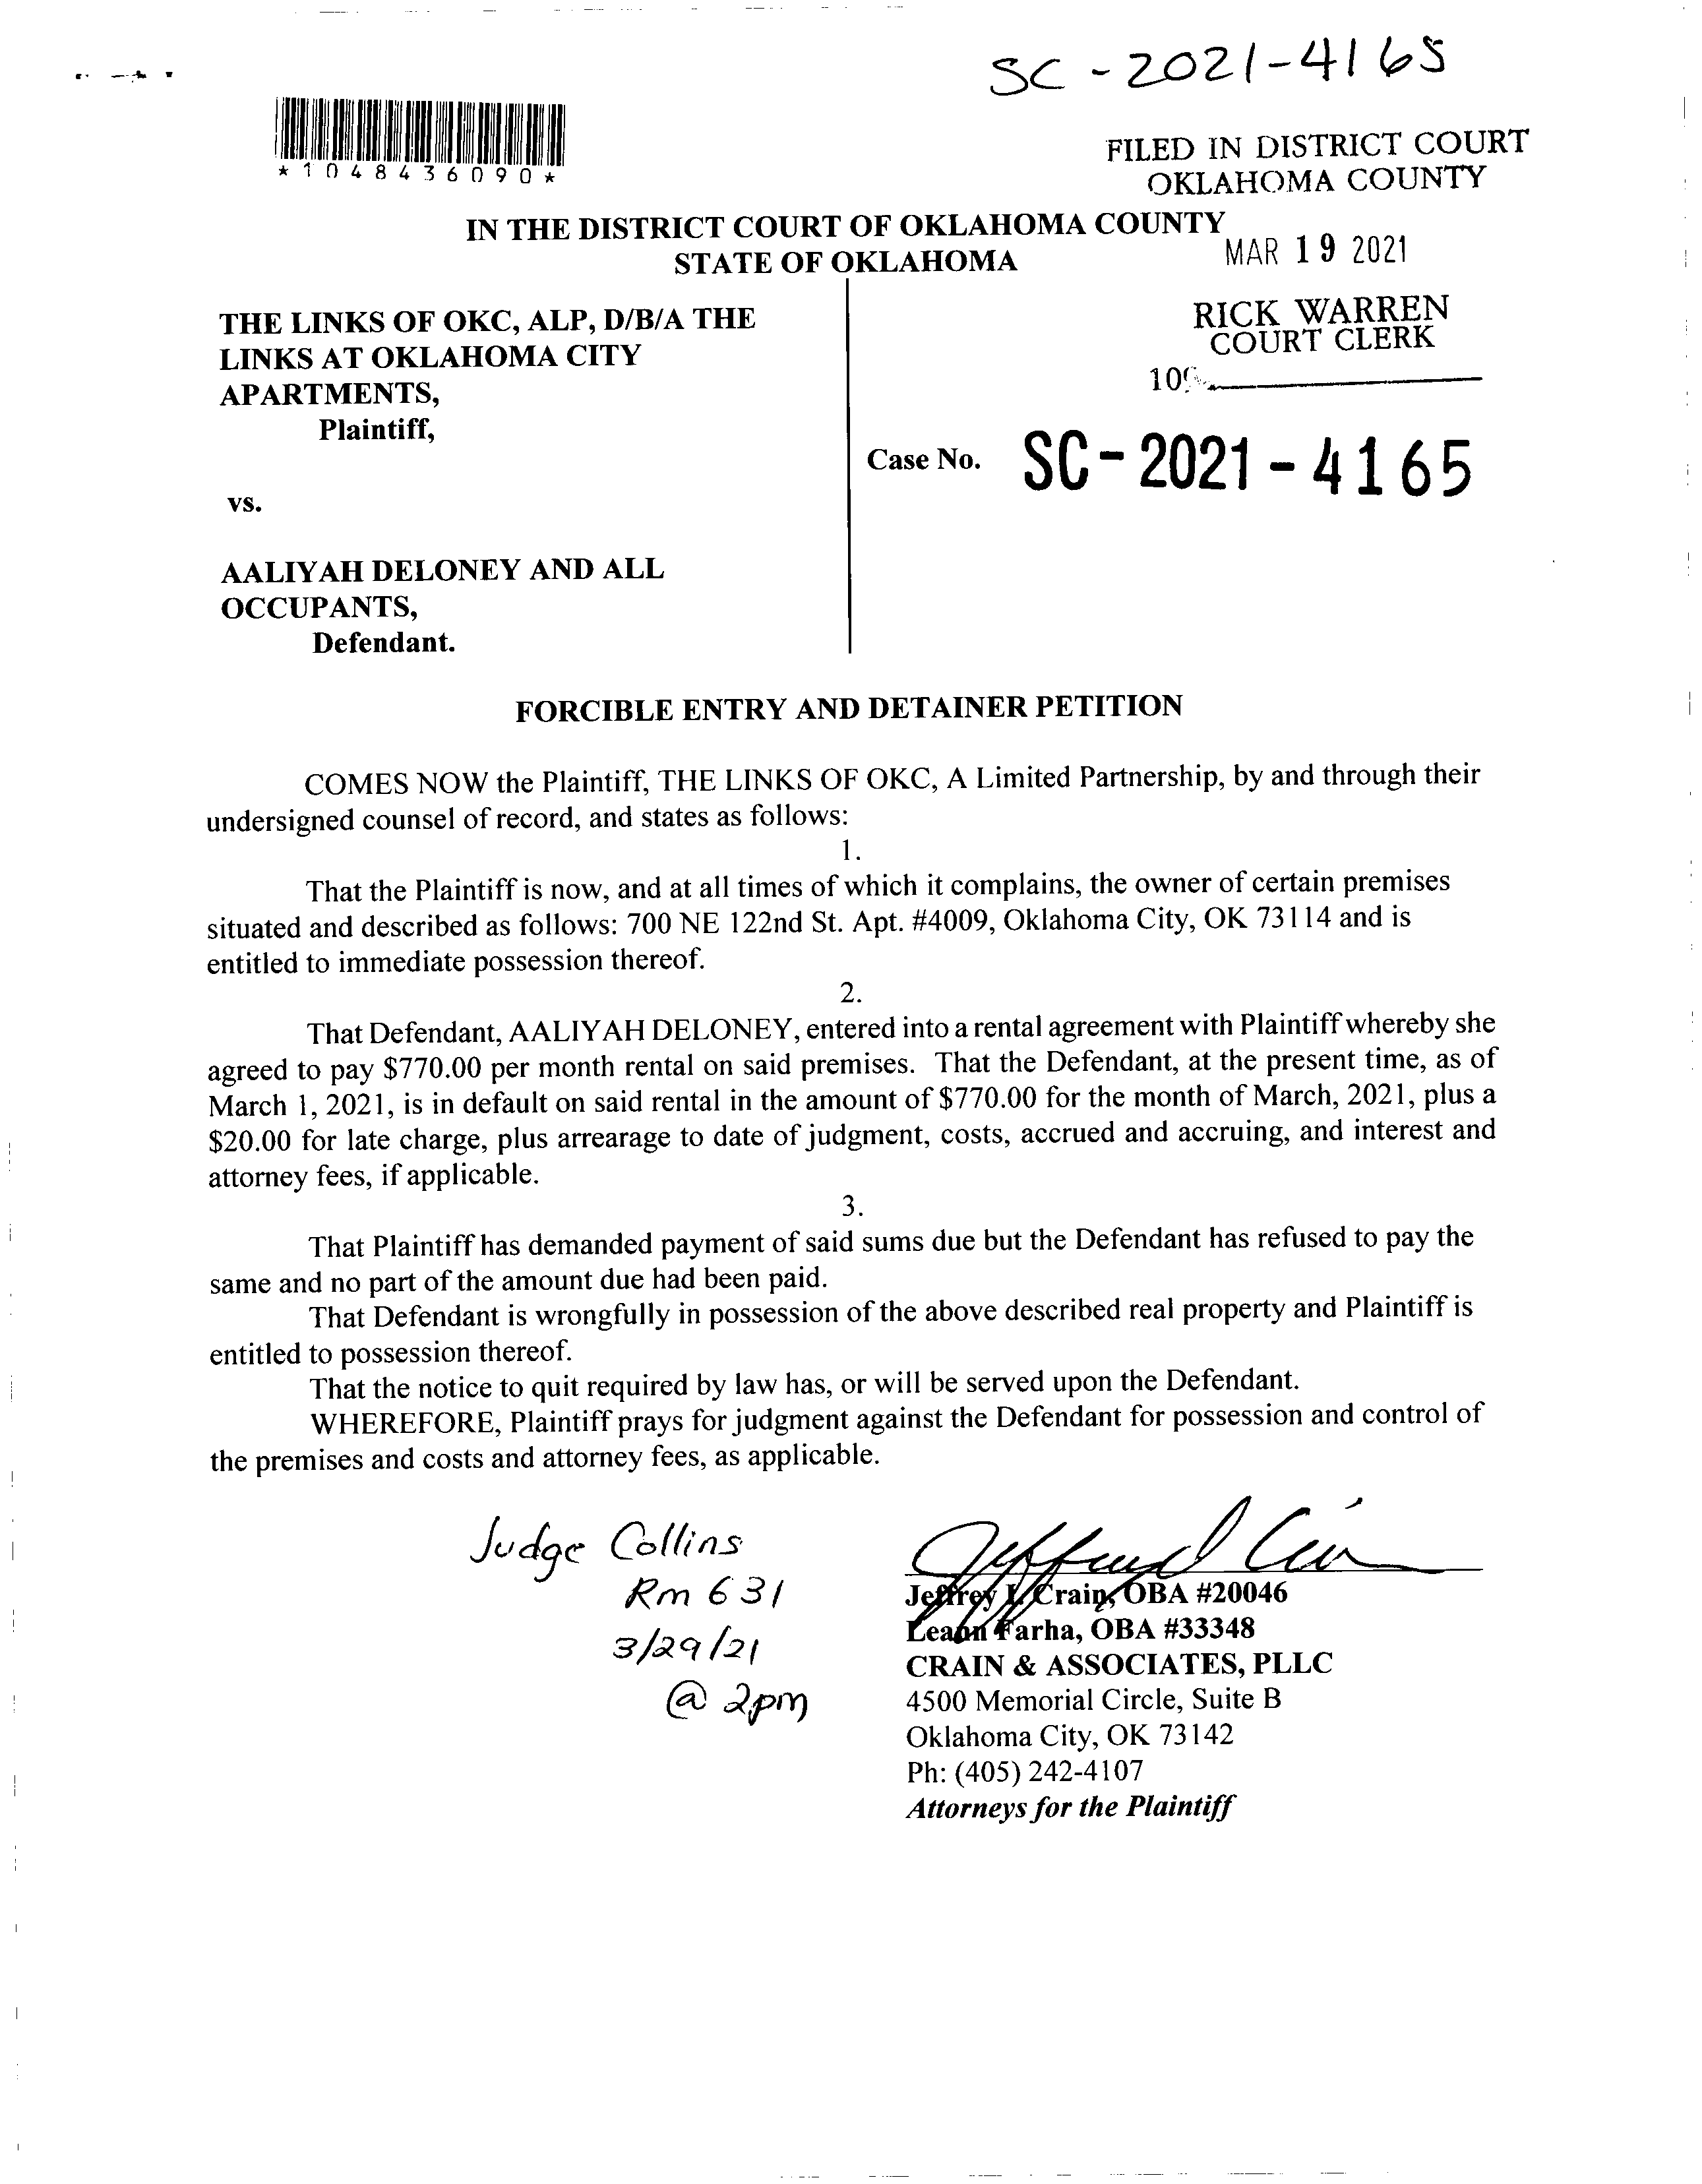 SC-2021-4165
*1048436090*
FILED IN DISTRICT COURT
OKLAHOMA COUNTY
IN THE DISTRICT COURT OF OKLAHOMA COUNTY
STATE OF OKLAHOMA
MAR 19 2021
THE LINKS OF OKC, ALP, D/B/A THE
LINKS AT OKLAHOMA CITY
APARTMENTS,
Plaintiff,
RICK WARREN
COURT CLERK
Case No. SC-2021-4165
vs.
AALIYAH DELONEY AND ALL
OCCUPANTS,
Defendant.
FORCIBLE ENTRY AND DETAINER PETITION
COMES NOW the Plaintiff, THE LINKS OF OKC, A Limited Partnership, by and through their
undersigned counsel of record, and states as follows:
1.
That the Plaintiff is now, and at all times of which it complains, the owner of certain premises
situated and described as follows: 700 NE 122nd St. Apt. #4009, Oklahoma City, OK 73114 and is
entitled to immediate possession thereof.
2.
That Defendant, AALIYAH DELONEY, entered into a rental agreement with Plaintiff whereby she
agreed to pay $770.00 per month rental on said premises. That the Defendant, at the present time, as of
March 1, 2021, is in default on said rental in the amount of $770.00 for the month of March, 2021, plus a
$20.00 for late charge, plus arrearage to date of judgment, costs, accrued and accruing, and interest and
attorney fees, if applicable.
3.
That Plaintiff has demanded payment of said sums due but the Defendant has refused to pay the
same and no part of the amount due had been paid.
That Defendant is wrongfully in possession of the above described real property and Plaintiff is
entitled to possession thereof.
That the notice to quit required by law has, or will be served upon the Defendant.
WHEREFORE, Plaintiff prays for judgment against the Defendant for possession and control of
the premises and costs and attorney fees, as applicable.
Judge Collins
Rm 631
3/29/21
@ 2pm
Jeffrey Crain, OBA #20046
Leann Farha, OBA #33348
CRAIN & ASSOCIATES, PLLC
4500 Memorial Circle, Suite B
Oklahoma City, OK 73142
Ph: (405) 242-4107
Attorneys for the Plaintiff